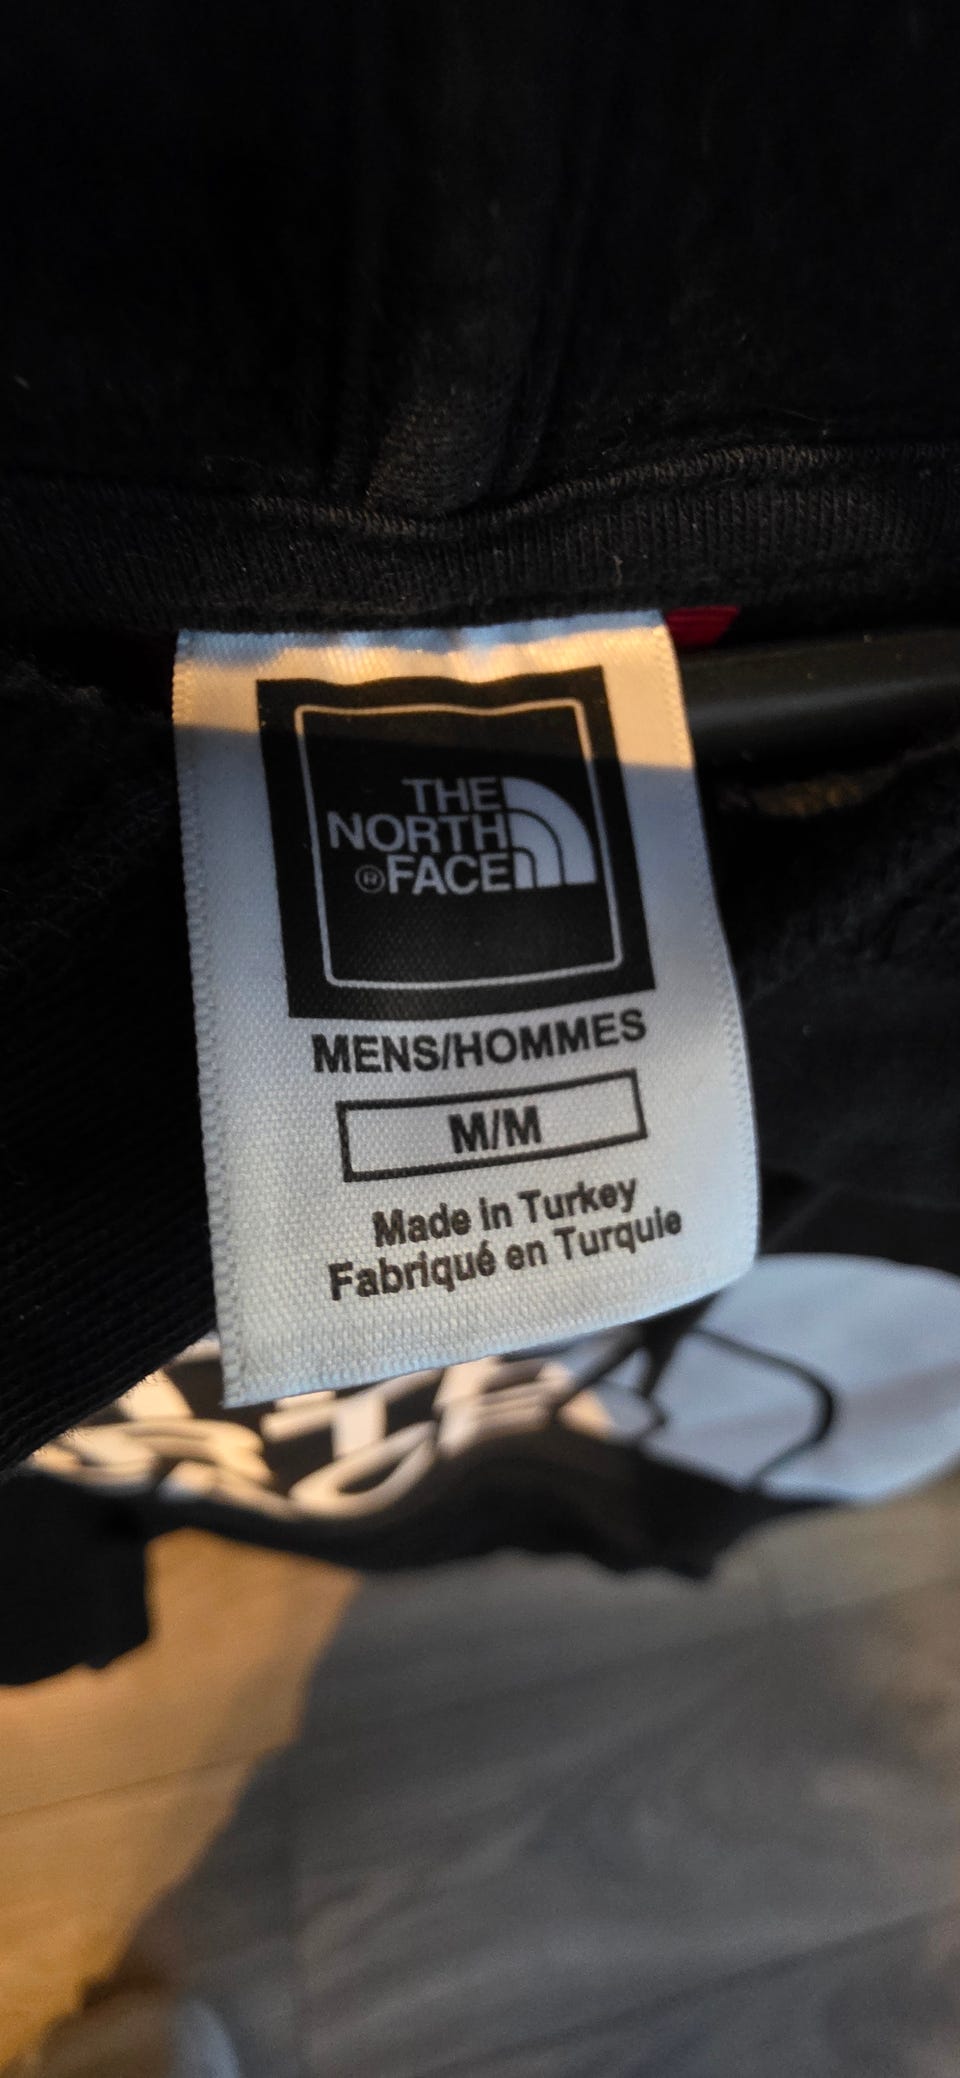 THE
NORTH
®FACE
MENS/HOMMES
M/M
Made in Turkey
Fabriqué en Turquie